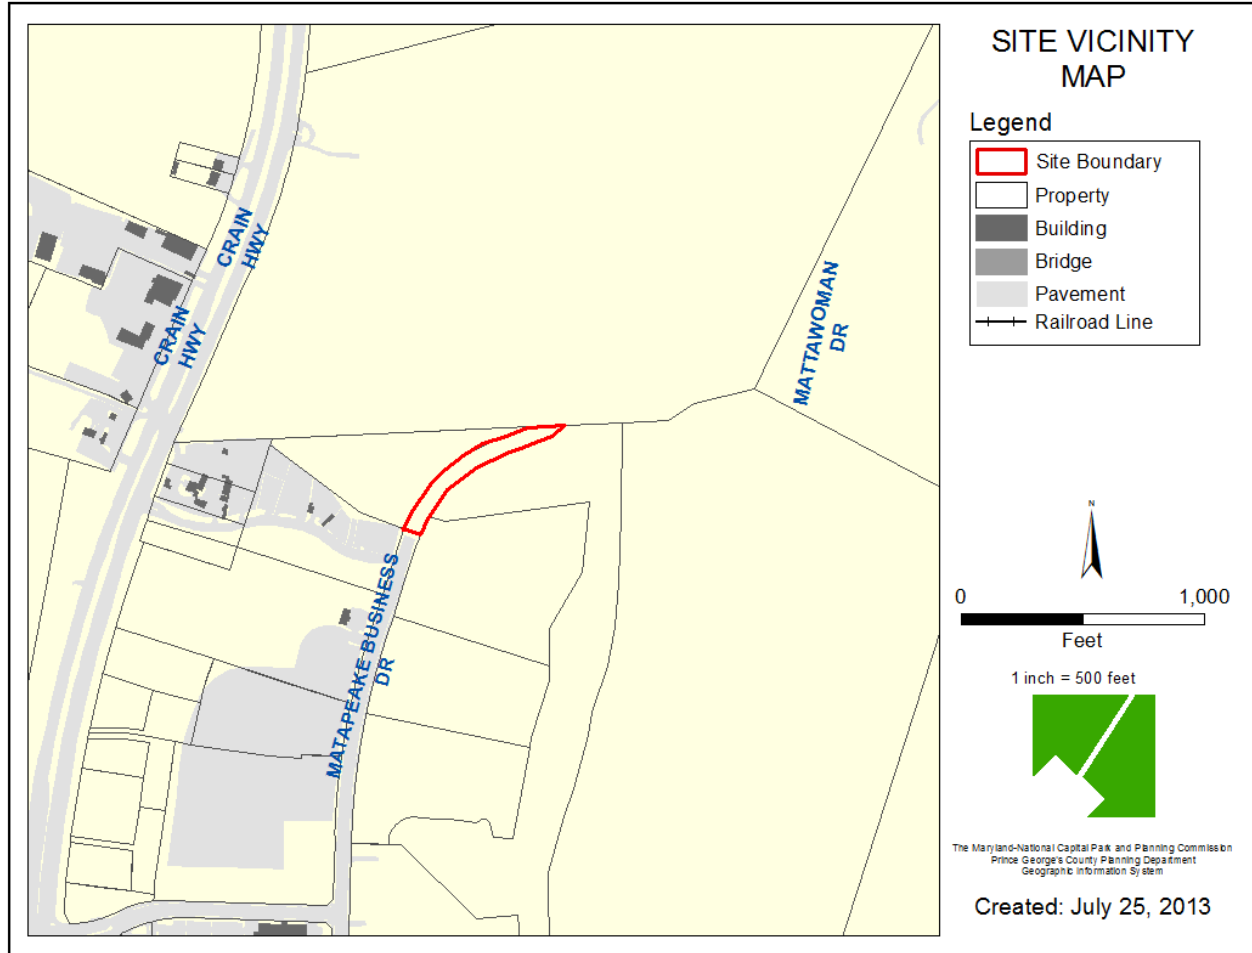 SITE VICINITY
MAP
Legend
Site Boundary
Property
Building
Bridge
Pavement
Railroad Line
CRAIN
HWY
CRAIN
HWY
MATTAWOMAN
DR
MATAPEAKE BUSINESS
DR
N
0 1,000
Feet
1 inch = 500 feet
The Maryland-National Capital Park and Planning Commission
Prince George's County Planning Department
Geographic Information System
Created: July 25, 2013